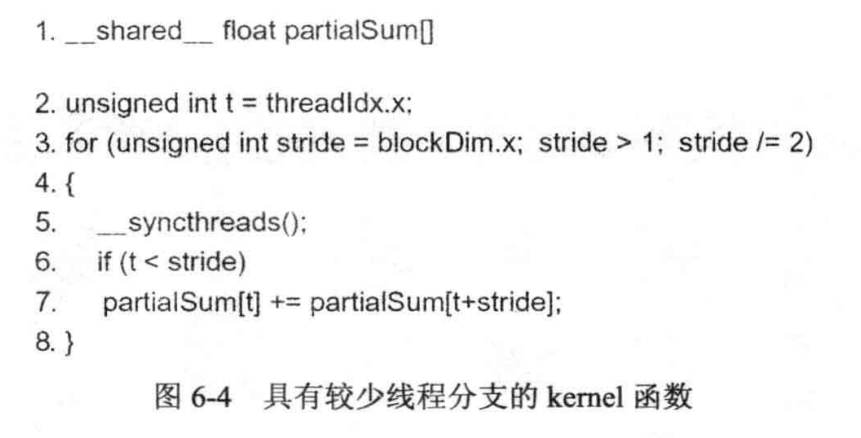 1. __shared__ float partialSum[]
2. unsigned int t = threadIdx.x;
3. for (unsigned int stride = blockDim.x; stride > 1; stride /= 2)
4. {
5. __syncthreads();
6. if (t < stride)
7. partialSum[t] += partialSum[t+stride];
8. }
图 6-4 具有较少线程分支的 kernel 函数